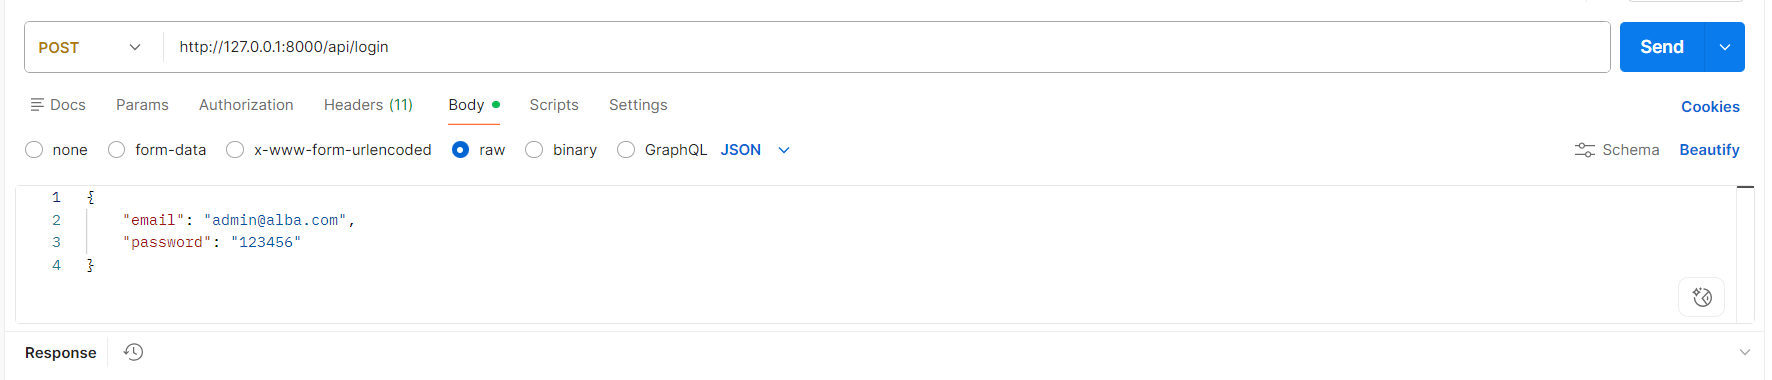 POST http://127.0.0.1:8000/api/login Send
Docs Params Authorization Headers (11) Body Scripts Settings Cookies
none form-data x-www-form-urlencoded raw binary GraphQL JSON Schema Beautify
1 {
2 "email": "admin@alba.com",
3 "password": "123456"
4 }
Response